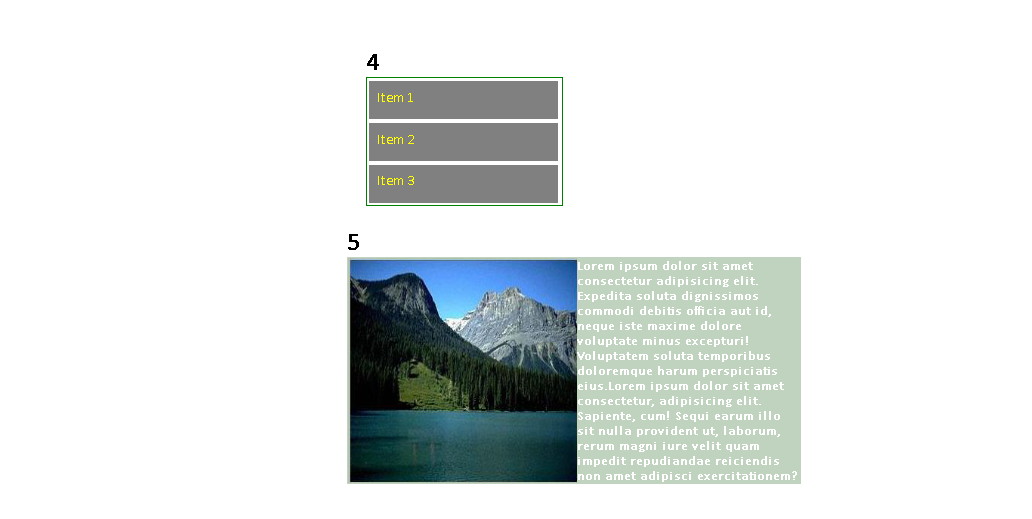 4
Item 1
Item 2
Item 3
5
Lorem ipsum dolor sit amet
consectetur adipisicing elit.
Expedita soluta dignissimos
commodi debitis officia aut id,
neque iste maxime dolore
voluptate minus excepturi!
Voluptatem soluta temporibus
doloremque harum perspiciatis
eius.Lorem ipsum dolor sit amet
consectetur, adipisicing elit.
Sapiente, cum! Sequi earum illo
sit nulla provident ut, laborum,
rerum magni iure velit quam
impedit repudiandae reiciendis
non amet adipisci exercitationem?